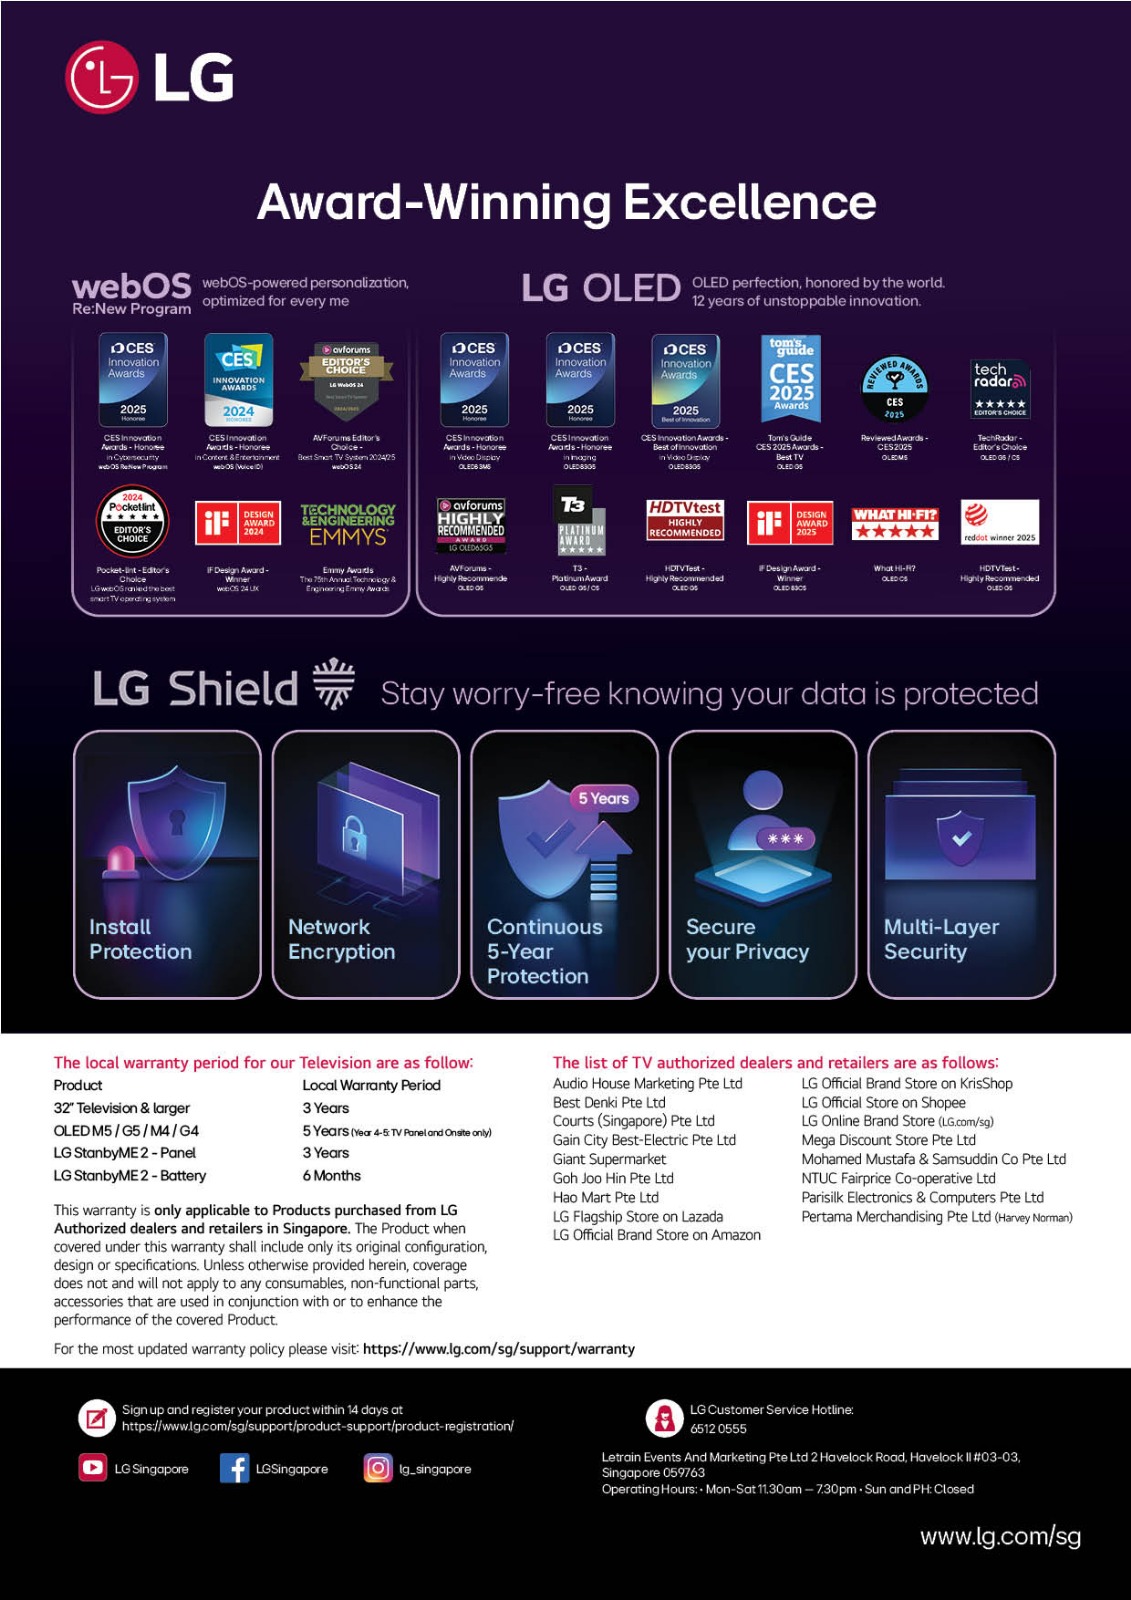 LG
Award-Winning Excellence
webOS
Re:New Program
webOS-powered personalization,
optimized for every me
LG OLED
OLED perfection, honored by the world.
12 years of unstoppable innovation.
CES
Innovation
Awards
2025
Honoree
CES Innovation
Awards - Honoree
in Cybersecurity
webOS Re:New Program
CES
INNOVATION
AWARDS
2024
HONOREE
CES Innovation
Awards - Honoree
in Content & Entertainment
webOS (Voice ID)
avforums
EDITOR'S
CHOICE
LG WebOS 24
Best Smart TV System
2024/2025
AVForums Editor's
Choice -
Best Smart TV System 2024/25
webOS 24
CES
Innovation
Awards
2025
Honoree
CES Innovation
Awards - Honoree
in Video Display
OLED83M5
CES
Innovation
Awards
2025
Honoree
CES Innovation
Awards - Honoree
in Imaging
OLED83G5
CES
Innovation
Awards
2025
Best of Innovation
CES Innovation Awards -
Best of Innovation
in Video Display
OLED83G5
tom's
guide
CES
2025
Awards
Tom's Guide
CES 2025 Awards -
Best TV
OLED G5
REVIEWED AWARDS
CES
2025
Reviewed Awards -
CES 2025
OLED M5
tech
radar
EDITOR'S CHOICE
TechRadar -
Editor's Choice
OLED G5 / C5
2024
Pocketlint
EDITOR'S
CHOICE
Pocket-lint - Editor's
Choice
LG webOS ranked the best
smart TV operating system
iF
DESIGN
AWARD
2024
iF Design Award -
Winner
webOS 24 UX
TECHNOLOGY
&ENGINEERING
EMMYS
Emmy Awards
The 75th Annual Technology &
Engineering Emmy Awards
avforums
HIGHLY
RECOMMENDED
AWARD
LG OLED65G5
AVForums -
Highly Recommende
OLED G5
T3
PLATINUM
AWARD
T3 -
Platinum Award
OLED G5 / C5
HDTVtest
HIGHLY
RECOMMENDED
HDTVTest -
Highly Recommended
OLED G5
iF
DESIGN
AWARD
2025
iF Design Award -
Winner
OLED 83C5
WHAT HI-FI?
What Hi-Fi?
OLED C5
reddot winner 2025
HDTVTest -
Highly Recommended
OLED G5
LG Shield
Stay worry-free knowing your data is protected
Install
Protection
Network
Encryption
5 Years
Continuous
5-Year
Protection
***
Secure
your Privacy
Multi-Layer
Security
The local warranty period for our Television are as follow:
Product Local Warranty Period
32" Television & larger 3 Years
OLED M5 / G5 / M4 / G4 5 Years (Year 4-5: TV Panel and Onsite only)
LG StanbyME 2 - Panel 3 Years
LG StanbyME 2 - Battery 6 Months
This warranty is only applicable to Products purchased from LG
Authorized dealers and retailers in Singapore. The Product when
covered under this warranty shall include only its original configuration,
design or specifications. Unless otherwise provided herein, coverage
does not and will not apply to any consumables, non-functional parts,
accessories that are used in conjunction with or to enhance the
performance of the covered Product.
For the most updated warranty policy please visit: https://www.lg.com/sg/support/warranty
The list of TV authorized dealers and retailers are as follows:
Audio House Marketing Pte Ltd
Best Denki Pte Ltd
Courts (Singapore) Pte Ltd
Gain City Best-Electric Pte Ltd
Giant Supermarket
Goh Joo Hin Pte Ltd
Hao Mart Pte Ltd
LG Flagship Store on Lazada
LG Official Brand Store on Amazon
LG Official Brand Store on KrisShop
LG Official Store on Shopee
LG Online Brand Store (LG.com/sg)
Mega Discount Store Pte Ltd
Mohamed Mustafa & Samsuddin Co Pte Ltd
NTUC Fairprice Co-operative Ltd
Parisilk Electronics & Computers Pte Ltd
Pertama Merchandising Pte Ltd (Harvey Norman)
Sign up and register your product within 14 days at
https://www.lg.com/sg/support/product-support/product-registration/
LG Singapore
LGSingapore
lg_singapore
LG Customer Service Hotline:
6512 0555
Letrain Events And Marketing Pte Ltd 2 Havelock Road, Havelock II #03-03,
Singapore 059763
Operating Hours: • Mon-Sat 11.30am – 7.30pm • Sun and PH: Closed
www.lg.com/sg